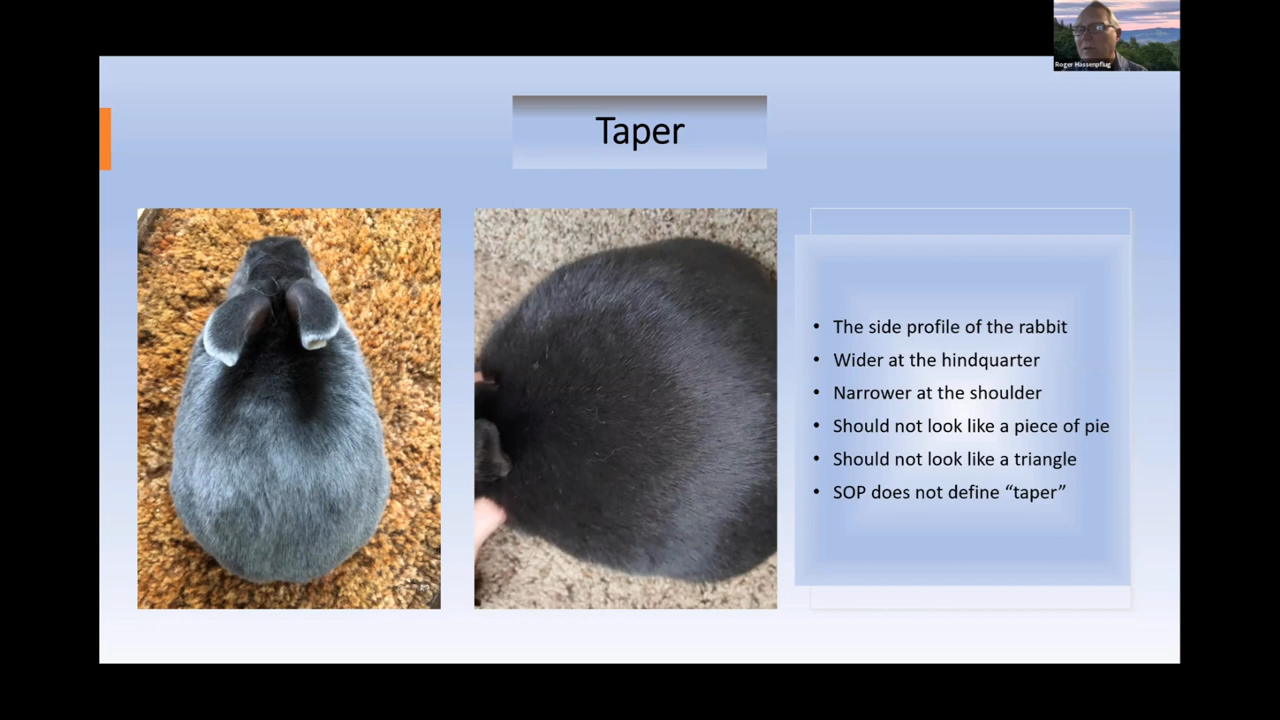 Roger Hassenpflug
Taper
• The side profile of the rabbit
• Wider at the hindquarter
• Narrower at the shoulder
• Should not look like a piece of pie
• Should not look like a triangle
• SOP does not define “taper”